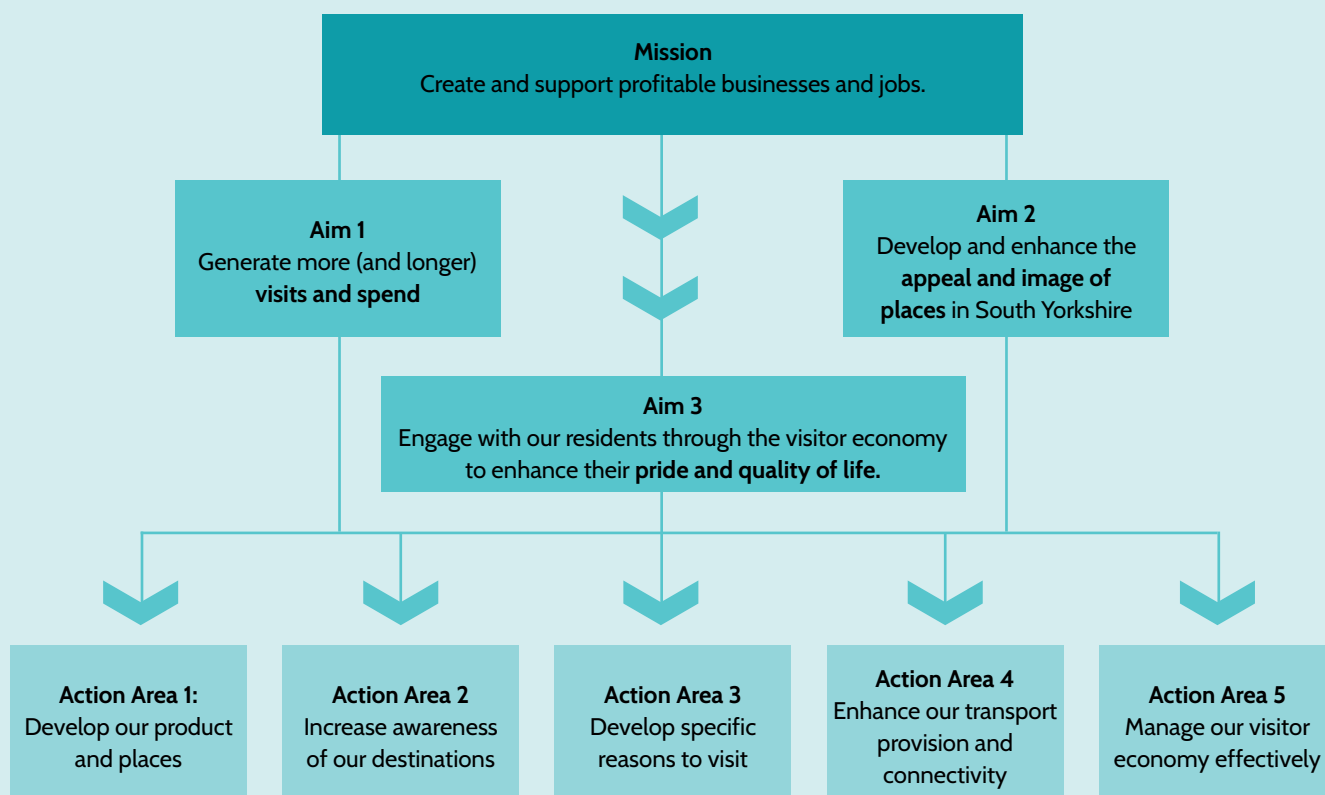 Mission
Create and support profitable businesses and jobs.
Aim 1
Generate more (and longer)
visits and spend
Aim 2
Develop and enhance the
appeal and image of
places in South Yorkshire
Aim 3
Engage with our residents through the visitor economy
to enhance their pride and quality of life.
Action Area 1:
Develop our product
and places
Action Area 2
Increase awareness
of our destinations
Action Area 3
Develop specific
reasons to visit
Action Area 4
Enhance our transport
provision and
connectivity
Action Area 5
Manage our visitor
economy effectively